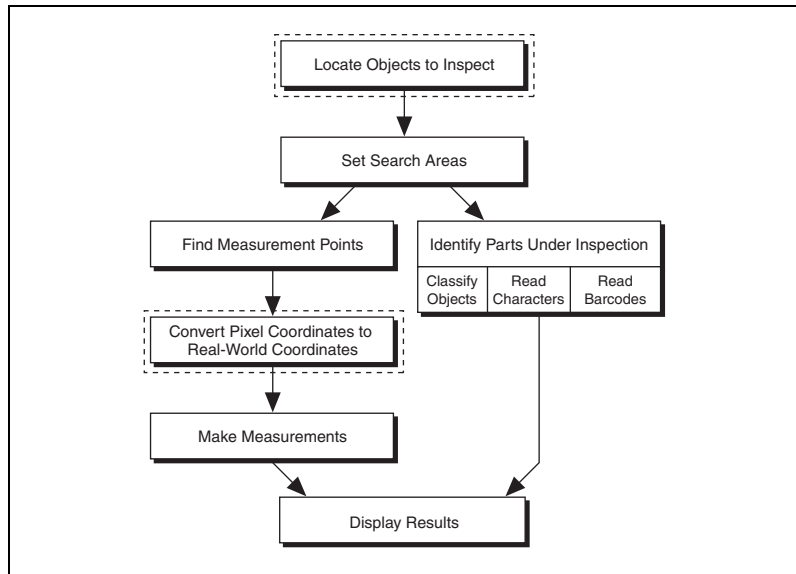 Locate Objects to Inspect
Set Search Areas
Find Measurement Points
Identify Parts Under Inspection
Classify
Objects
Read
Characters
Read
Barcodes
Convert Pixel Coordinates to
Real-World Coordinates
Make Measurements
Display Results